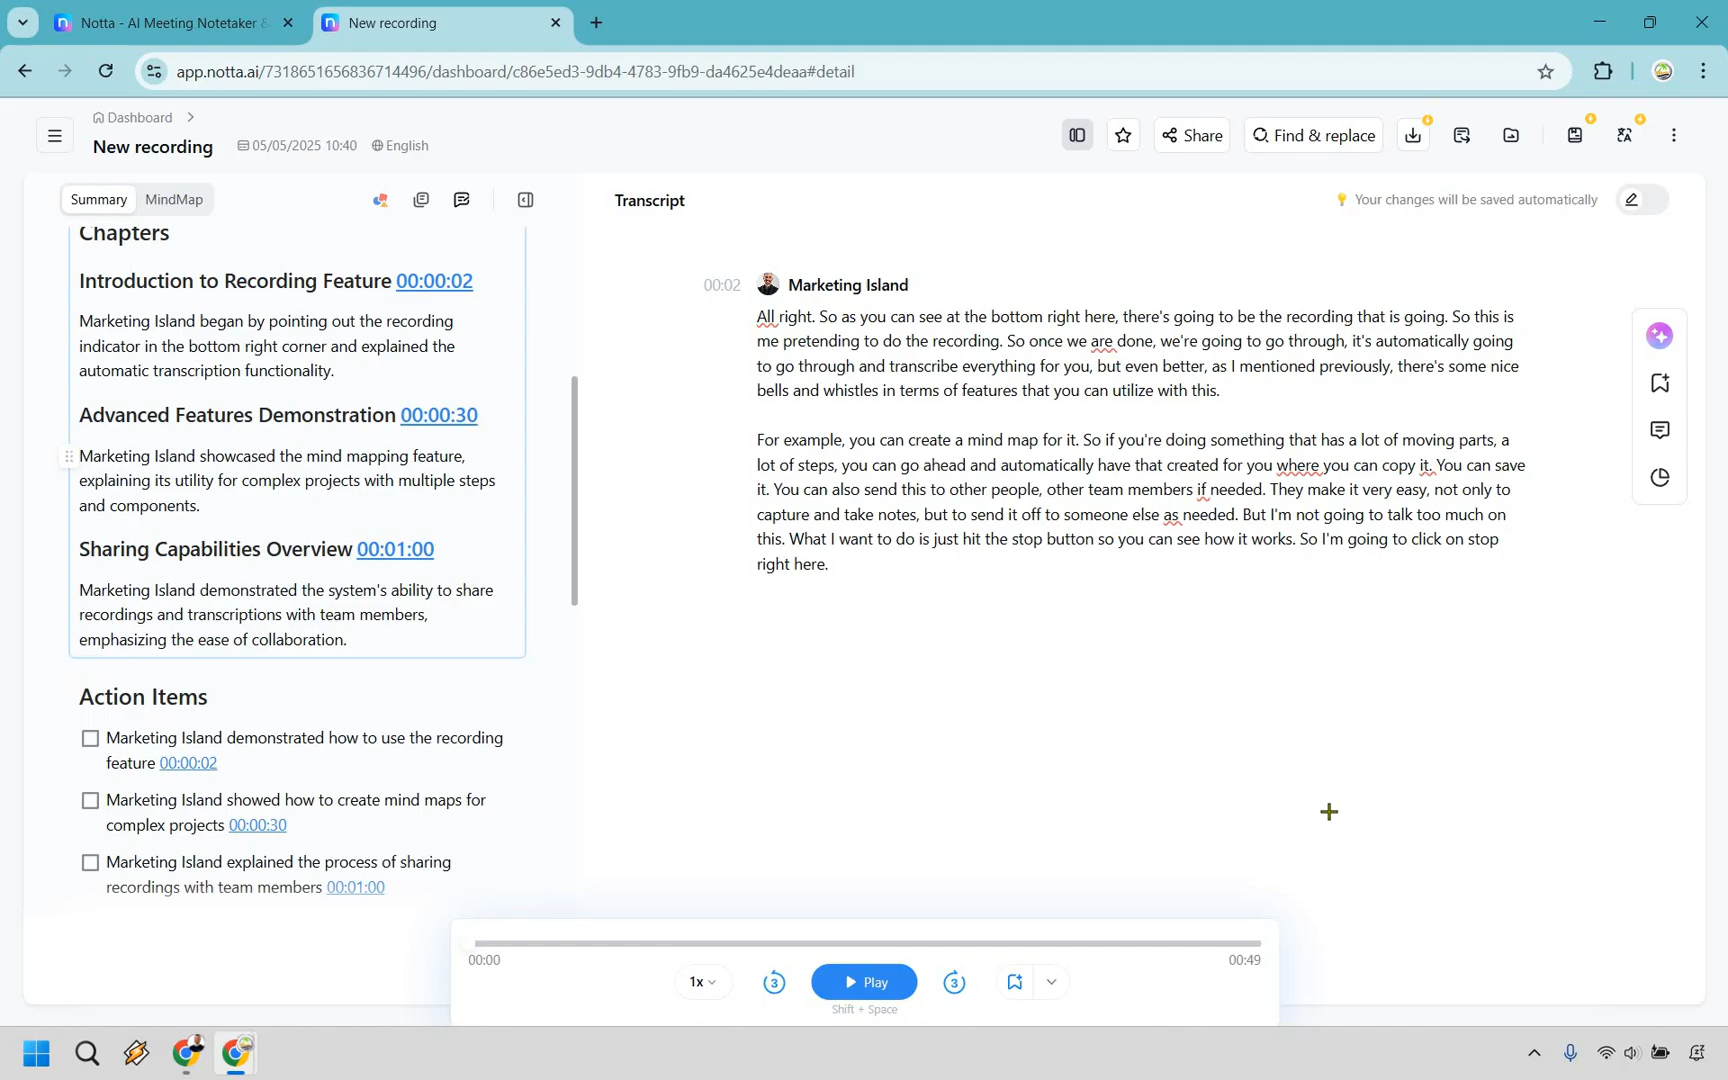 Notta - AI Meeting Notetaker &
New recording
app.notta.ai/7318651656836714496/dashboard/c86e5ed3-9db4-4783-9fb9-da4625e4deaa#detail
Dashboard
New recording
05/05/2025 10:40
English
Share
Find & replace
Summary
MindMap
Chapters
Introduction to Recording Feature 00:00:02
Marketing Island began by pointing out the recording
indicator in the bottom right corner and explained the
automatic transcription functionality.
Advanced Features Demonstration 00:00:30
Marketing Island showcased the mind mapping feature,
explaining its utility for complex projects with multiple steps
and components.
Sharing Capabilities Overview 00:01:00
Marketing Island demonstrated the system's ability to share
recordings and transcriptions with team members,
emphasizing the ease of collaboration.
Action Items
Marketing Island demonstrated how to use the recording
feature 00:00:02
Marketing Island showed how to create mind maps for
complex projects 00:00:30
Marketing Island explained the process of sharing
recordings with team members 00:01:00
Transcript
Your changes will be saved automatically
00:02
Marketing Island
All right. So as you can see at the bottom right here, there's going to be the recording that is going. So this is
me pretending to do the recording. So once we are done, we're going to go through, it's automatically going
to go through and transcribe everything for you, but even better, as I mentioned previously, there's some nice
bells and whistles in terms of features that you can utilize with this.
For example, you can create a mind map for it. So if you're doing something that has a lot of moving parts, a
lot of steps, you can go ahead and automatically have that created for you where you can copy it. You can save
it. You can also send this to other people, other team members if needed. They make it very easy, not only to
capture and take notes, but to send it off to someone else as needed. But I'm not going to talk too much on
this. What I want to do is just hit the stop button so you can see how it works. So I'm going to click on stop
right here.
00:00
00:49
1x
3
Play
3
Shift + Space